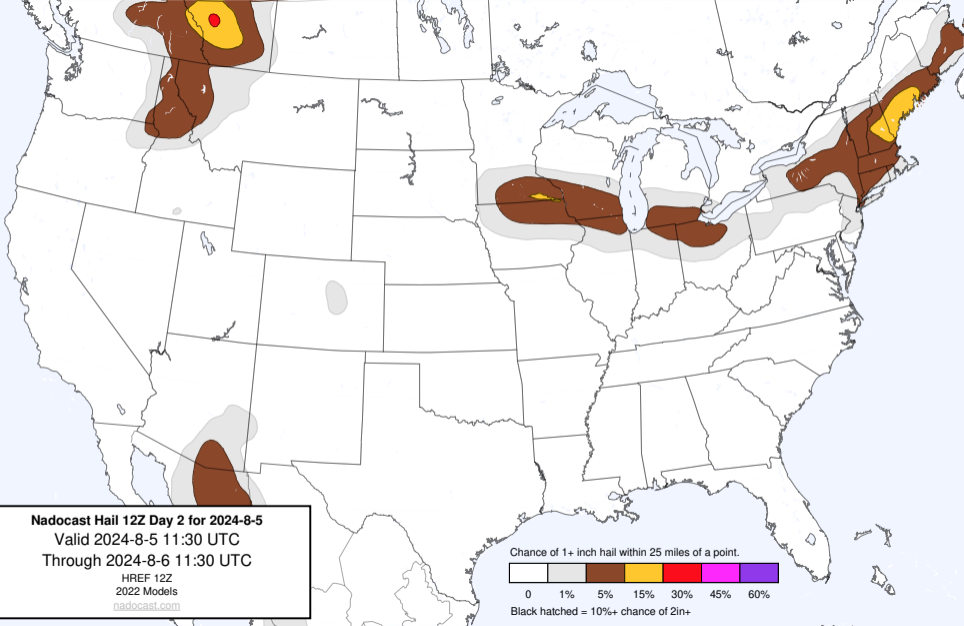 Nadocast Hail 12Z Day 2 for 2024-8-5
Valid 2024-8-5 11:30 UTC
Through 2024-8-6 11:30 UTC
HREF 12Z
2022 Models
nadocast.com
Chance of 1+ inch hail within 25 miles of a point.
0 1% 5% 15% 30% 45% 60%
Black hatched = 10%+ chance of 2in+